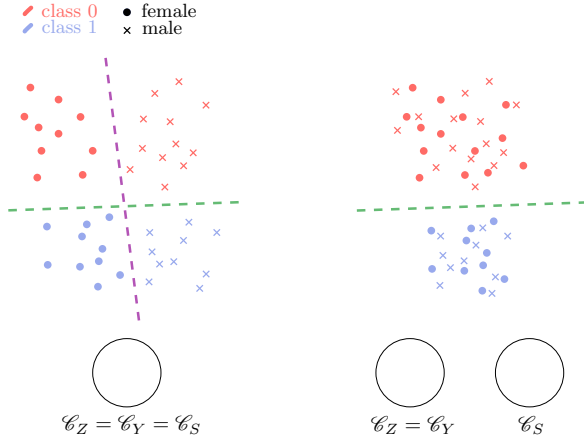 class 0 female
class 1 male
𝒞_Z = 𝒞_Y = 𝒞_S
𝒞_Z = 𝒞_Y
𝒞_S